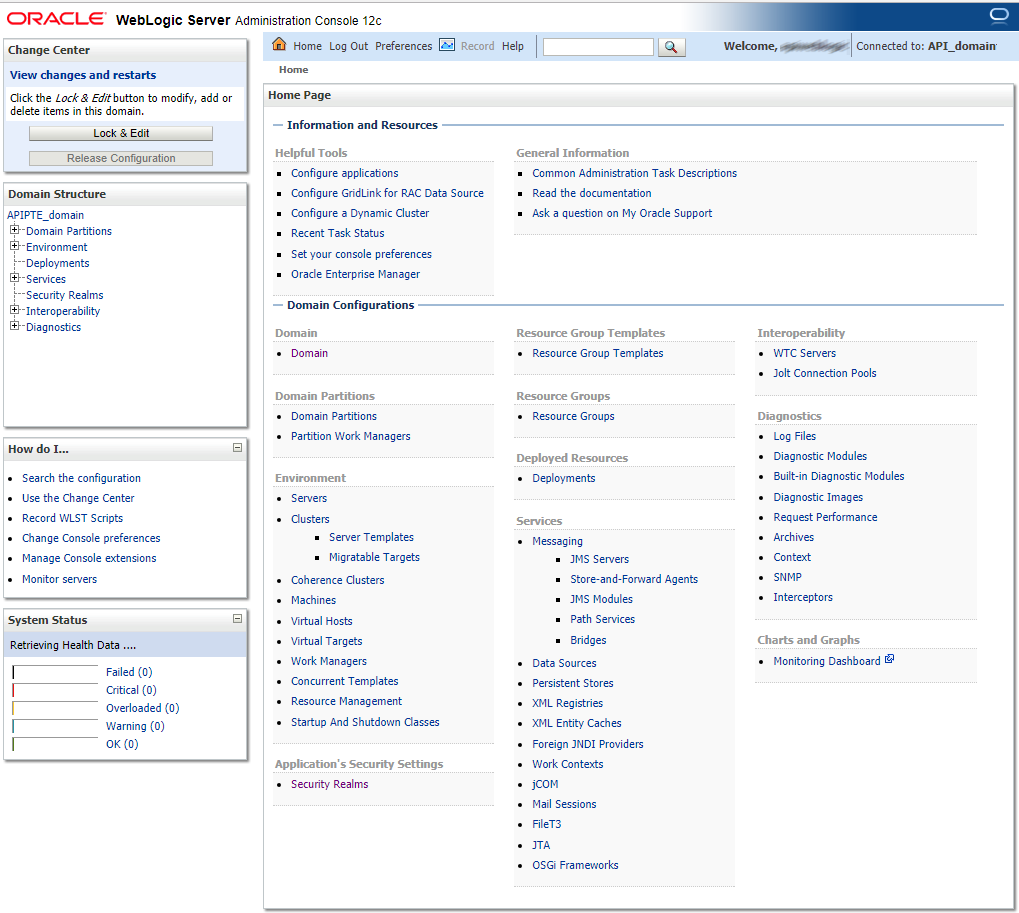 ORACLE WebLogic Server Administration Console 12c
Change Center
View changes and restarts
Click the Lock & Edit button to modify, add or
delete items in this domain.
Lock & Edit
Release Configuration
Domain Structure
APIPTE_domain
Domain Partitions
Environment
Deployments
Services
Security Realms
Interoperability
Diagnostics
How do I...
Search the configuration
Use the Change Center
Record WLST Scripts
Change Console preferences
Manage Console extensions
Monitor servers
System Status
Retrieving Health Data ....
Failed (0)
Critical (0)
Overloaded (0)
Warning (0)
OK (0)
Home Log Out Preferences Record Help
Welcome,
Connected to: API_domain
Home
Home Page
Information and Resources
Helpful Tools
Configure applications
Configure GridLink for RAC Data Source
Configure a Dynamic Cluster
Recent Task Status
Set your console preferences
Oracle Enterprise Manager
General Information
Common Administration Task Descriptions
Read the documentation
Ask a question on My Oracle Support
Domain Configurations
Domain
Domain
Domain Partitions
Domain Partitions
Partition Work Managers
Environment
Servers
Clusters
Server Templates
Migratable Targets
Coherence Clusters
Machines
Virtual Hosts
Virtual Targets
Work Managers
Concurrent Templates
Resource Management
Startup And Shutdown Classes
Application's Security Settings
Security Realms
Resource Group Templates
Resource Group Templates
Resource Groups
Resource Groups
Deployed Resources
Deployments
Services
Messaging
JMS Servers
Store-and-Forward Agents
JMS Modules
Path Services
Bridges
Data Sources
Persistent Stores
XML Registries
XML Entity Caches
Foreign JNDI Providers
Work Contexts
jCOM
Mail Sessions
FileT3
JTA
OSGi Frameworks
Interoperability
WTC Servers
Jolt Connection Pools
Diagnostics
Log Files
Diagnostic Modules
Built-in Diagnostic Modules
Diagnostic Images
Request Performance
Archives
Context
SNMP
Interceptors
Charts and Graphs
Monitoring Dashboard